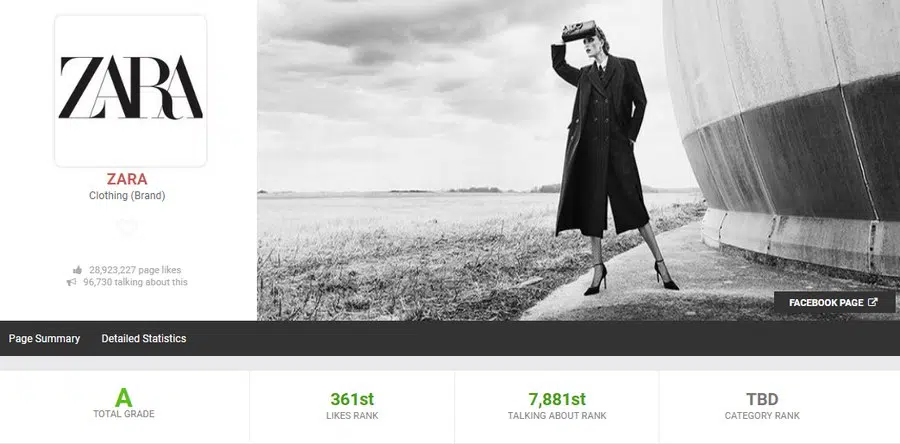 ZARA
ZARA
Clothing (Brand)
28,923,227 page likes
96,730 talking about this
FACEBOOK PAGE
Page Summary
Detailed Statistics
A
TOTAL GRADE
361st
LIKES RANK
7,881st
TALKING ABOUT RANK
TBD
CATEGORY RANK